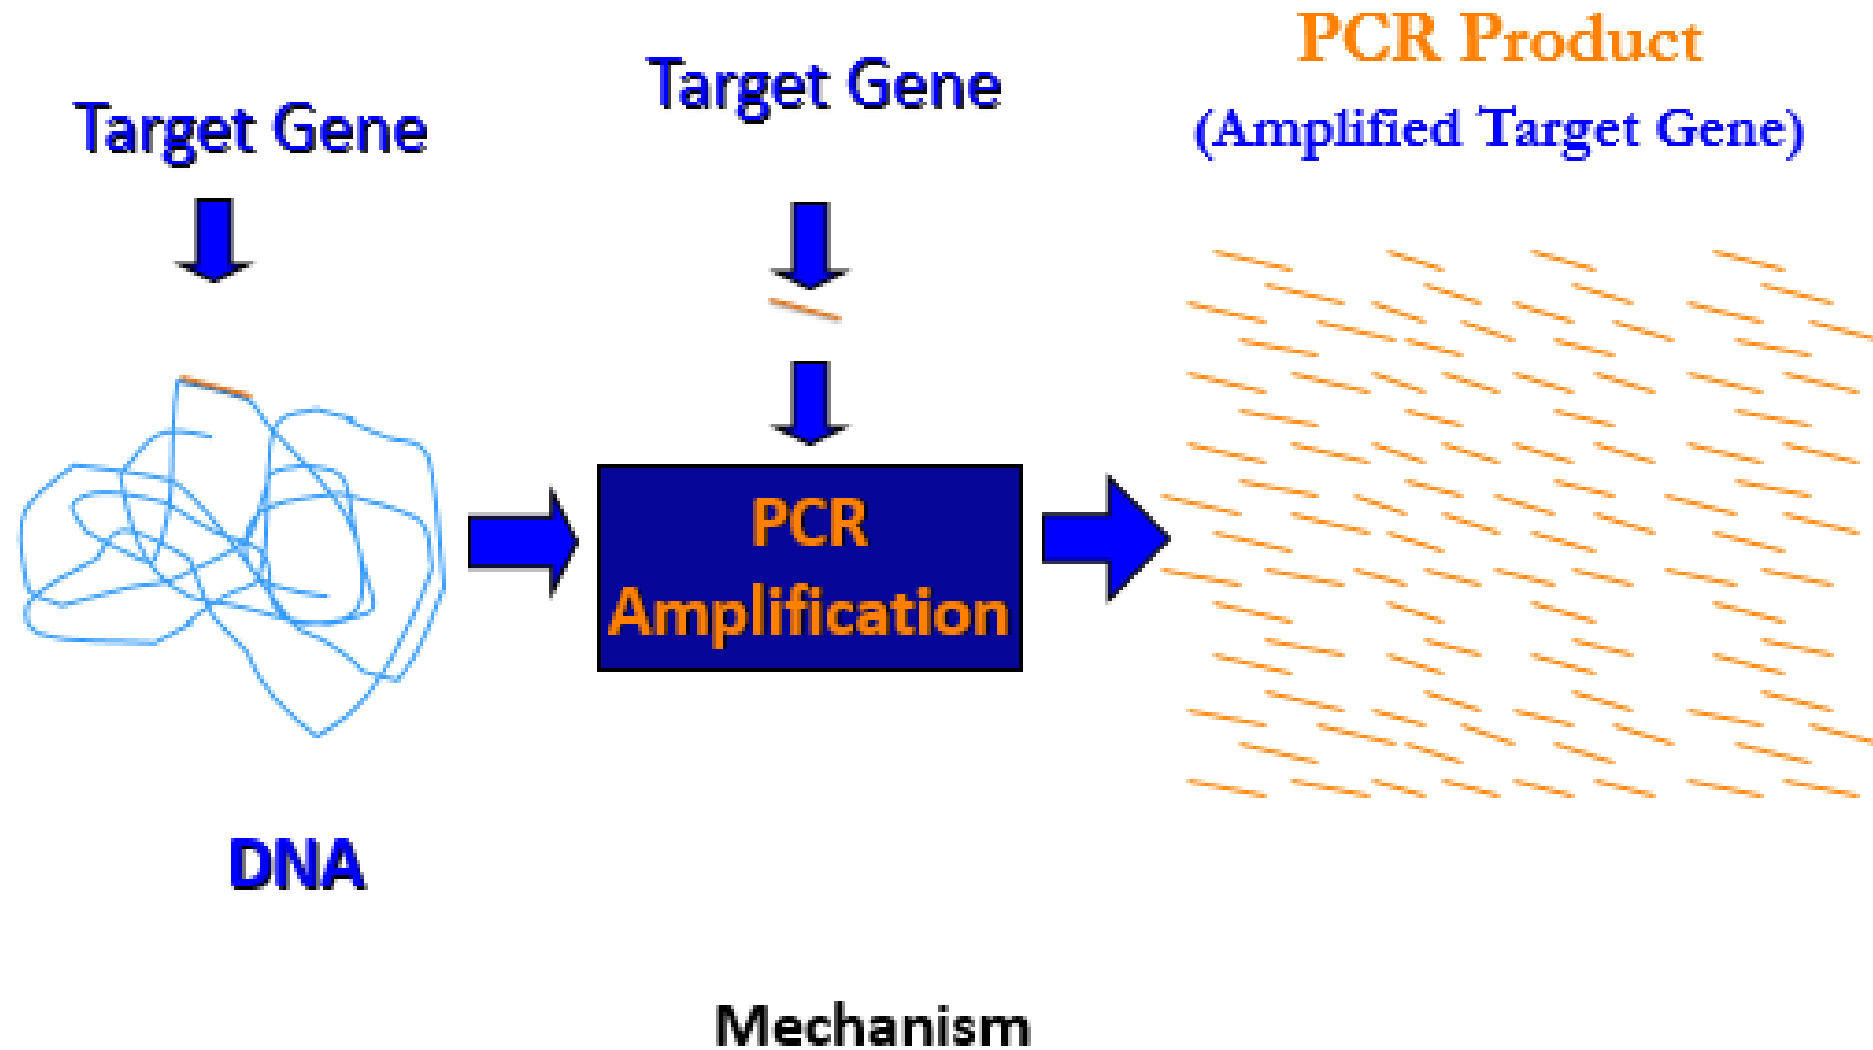 Target Gene
Target Gene
PCR Product
(Amplified Target Gene)
PCR
Amplification
DNA
Mechanism